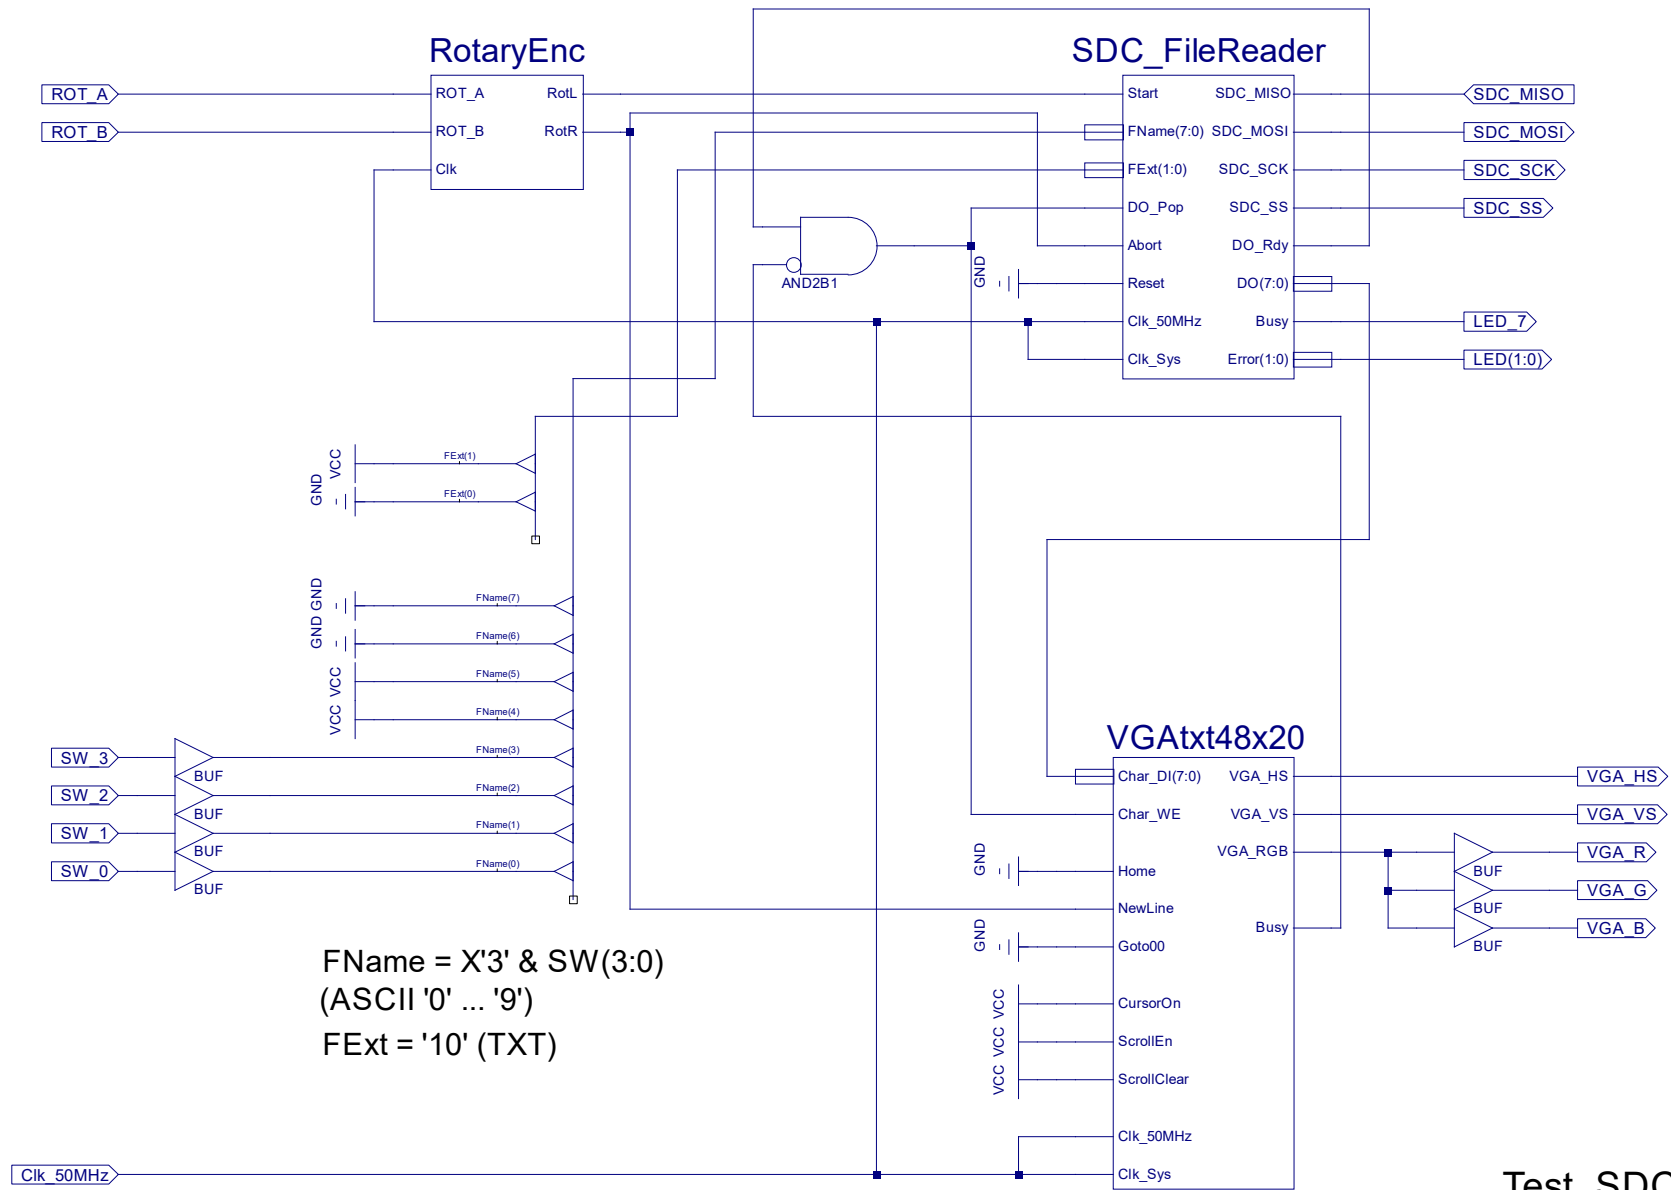 RotaryEnc
SDC_FileReader
ROT_A
ROT_A
RotL
ROT_B
ROT_B
RotR
Clk
Start
SDC_MISO
SDC_MISO
FName(7:0)
SDC_MOSI
SDC_MOSI
FExt(1:0)
SDC_SCK
SDC_SCK
DO_Pop
SDC_SS
SDC_SS
Abort
DO_Rdy
AND2B1
GND
Reset
DO(7:0)
Clk_50MHz
Busy
LED_7
Clk_Sys
Error(1:0)
LED(1:0)
VCC
FExt(1)
GND
FExt(0)
GND
FName(7)
GND
FName(6)
VCC
FName(5)
VCC
FName(4)
SW_3
BUF
FName(3)
SW_2
BUF
FName(2)
SW_1
BUF
FName(1)
SW_0
BUF
FName(0)
VGAtxt48x20
Char_DI(7:0)
VGA_HS
VGA_HS
Char_WE
VGA_VS
VGA_VS
VGA_RGB
BUF
VGA_R
GND
Home
BUF
VGA_G
NewLine
Busy
BUF
VGA_B
GND
Goto00
VCC
CursorOn
VCC
ScrollEn
VCC
ScrollClear
Clk_50MHz
Clk_Sys
FName = X'3' & SW(3:0)
(ASCII '0' ... '9')
FExt = '10' (TXT)
Clk_50MHz
Test_SDC